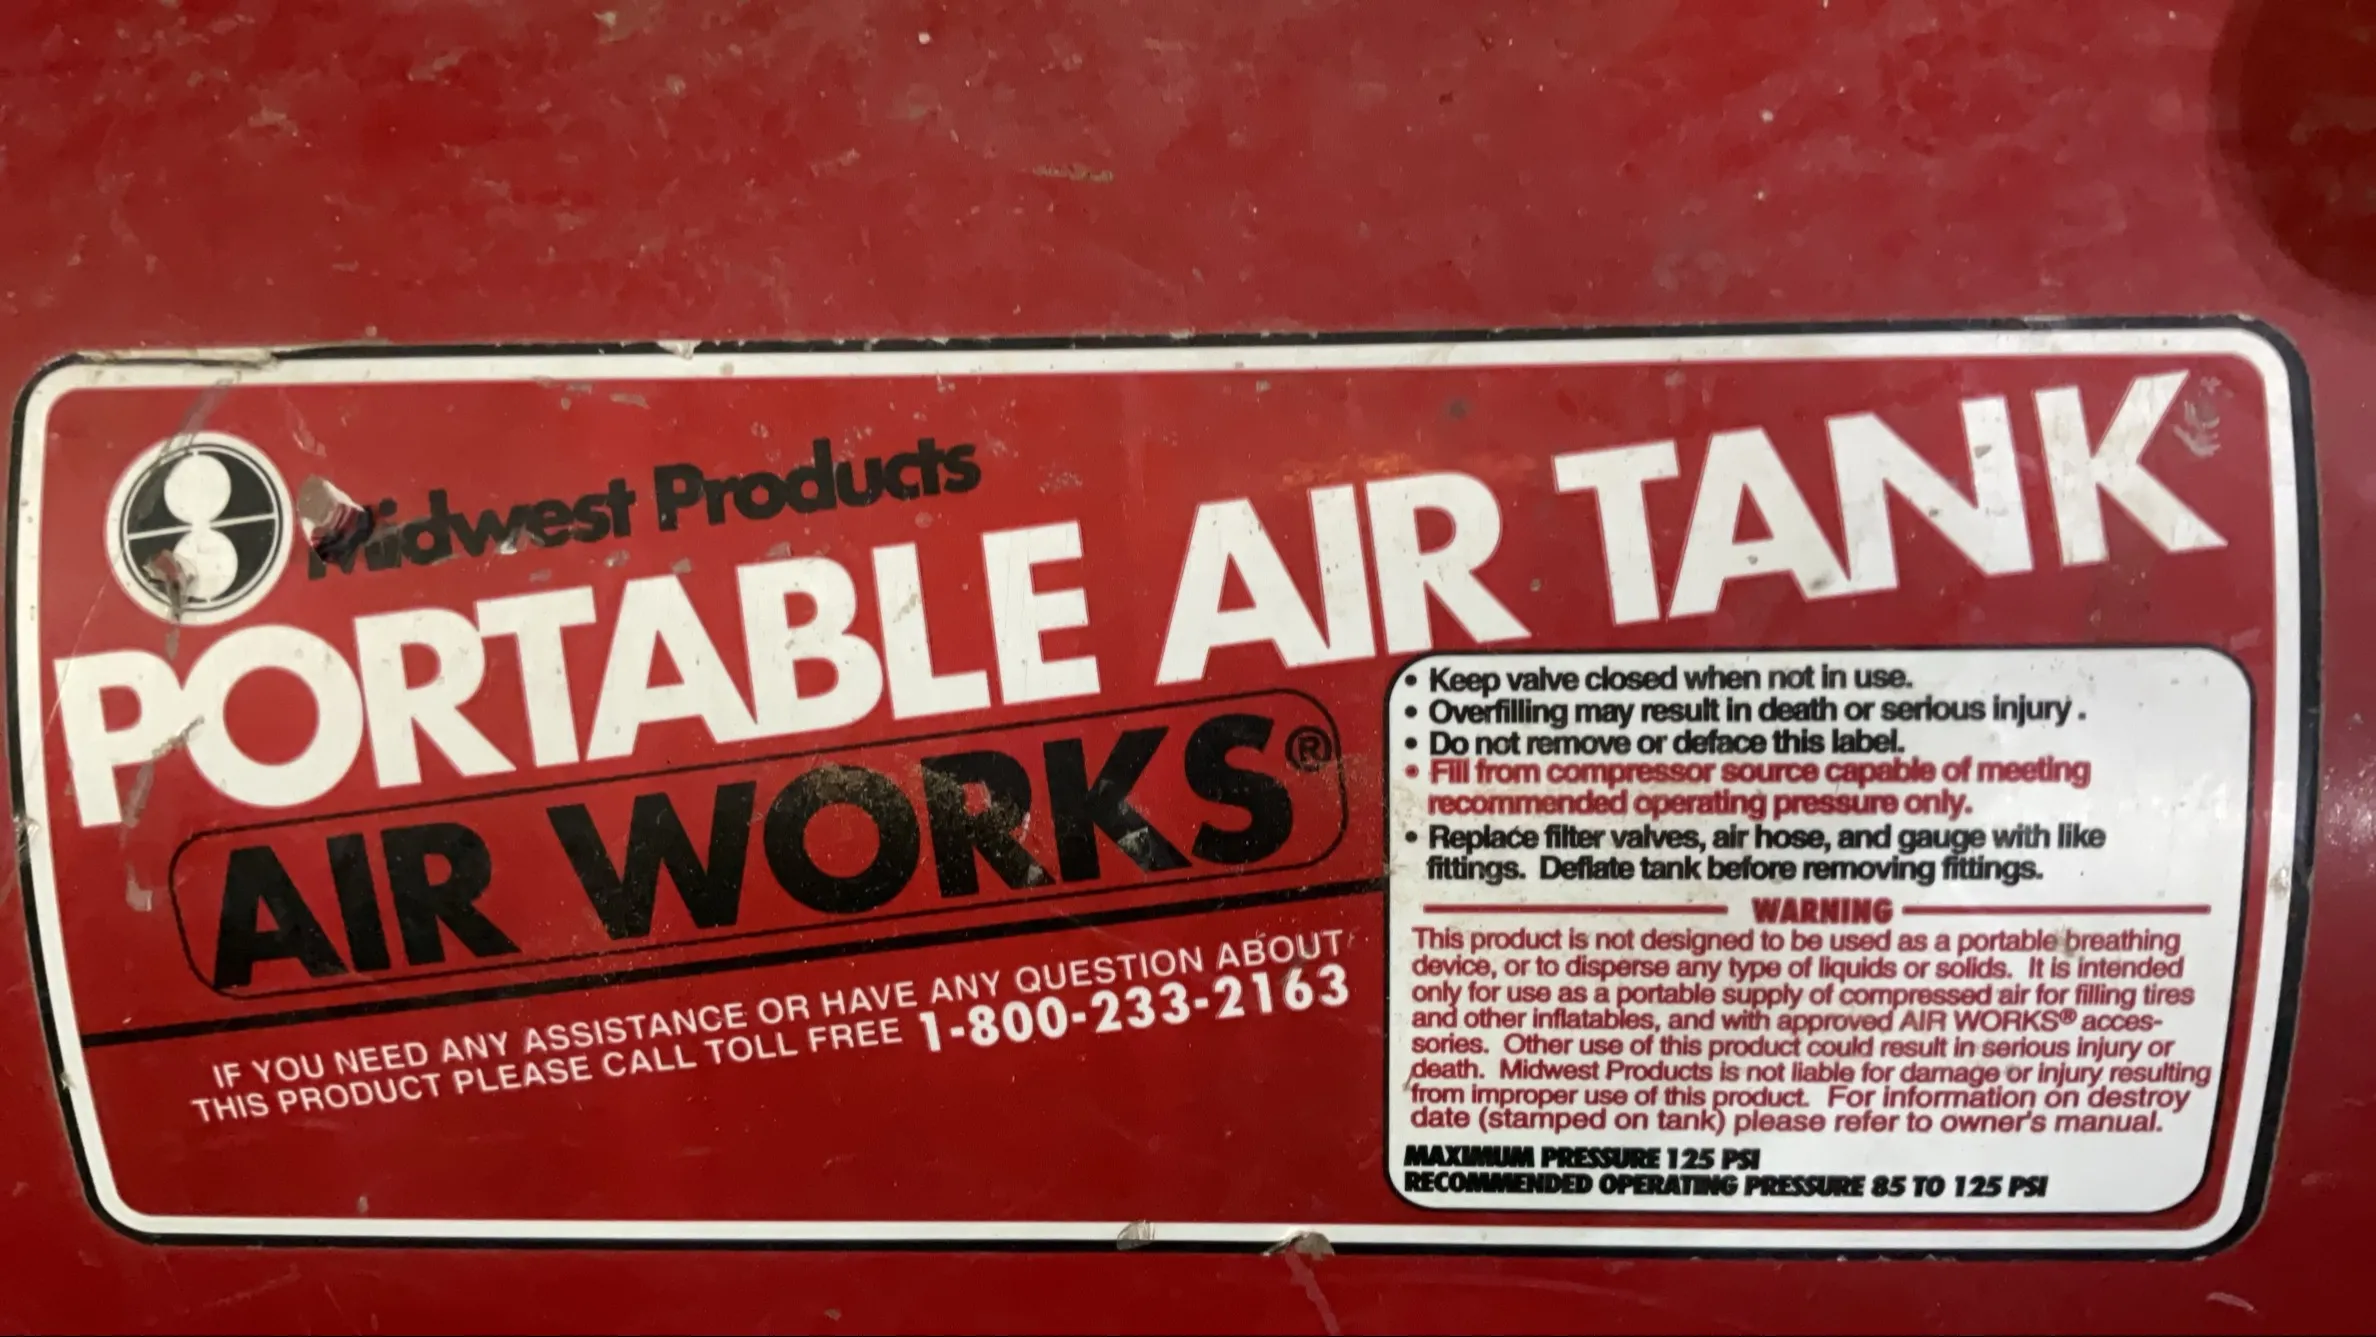 Midwest Products
PORTABLE AIR TANK
AIR WORKS®
IF YOU NEED ANY ASSISTANCE OR HAVE ANY QUESTION ABOUT
THIS PRODUCT PLEASE CALL TOLL FREE 1-800-233-2163
• Keep valve closed when not in use.
• Overfilling may result in death or serious injury.
• Do not remove or deface this label.
• Fill from compressor source capable of meeting
recommended operating pressure only.
• Replace filter valves, air hose, and gauge with like
fittings. Deflate tank before removing fittings.
WARNING
This product is not designed to be used as a portable breathing
device, or to disperse any type of liquids or solids. It is intended
only for use as a portable supply of compressed air for filling tires
and other inflatables, and with approved AIR WORKS® acces-
sories. Other use of this product could result in serious injury or
death. Midwest Products is not liable for damage or injury resulting
from improper use of this product. For information on destroy
date (stamped on tank) please refer to owner's manual.
MAXIMUM PRESSURE 125 PSI
RECOMMENDED OPERATING PRESSURE 85 TO 125 PSI